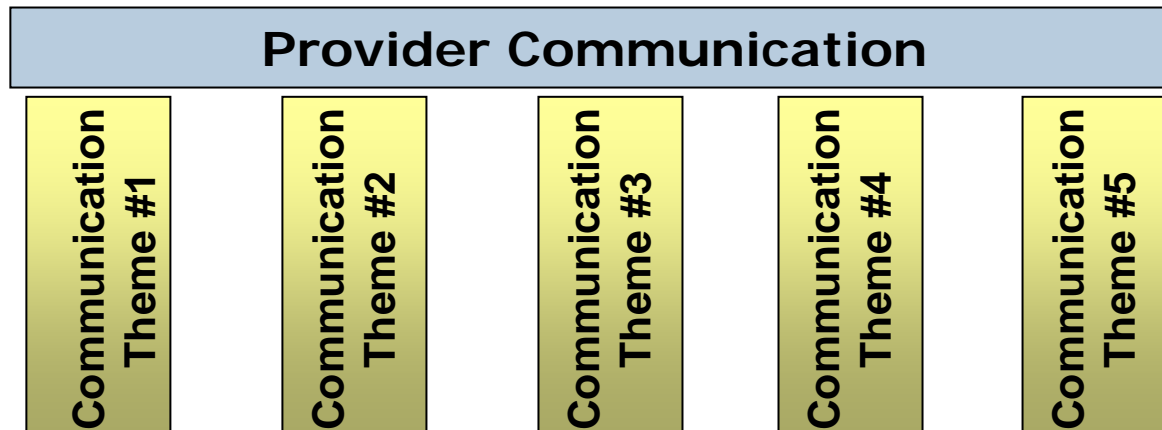 Provider Communication
Communication
Theme #1
Communication
Theme #2
Communication
Theme #3
Communication
Theme #4
Communication
Theme #5